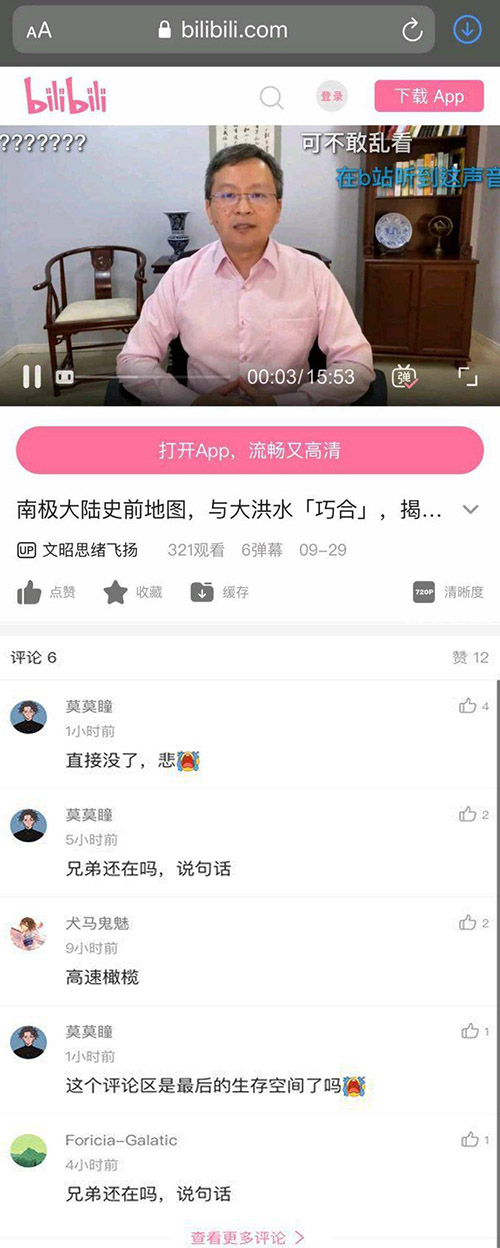 AA
bilibili.com
bilibili
登录
下载 App
???????
可不敢乱看
在b站听到这声音
00:03/15:53
弹
打开App，流畅又高清
南极大陆史前地图，与大洪水「巧合」，揭...
UP 文昭思绪飞扬 321观看 6弹幕 09-29
点赞 收藏 缓存 720P 清晰度
评论 6 赞 12
莫莫瞳 4
1小时前
直接没了，悲
莫莫瞳 2
5小时前
兄弟还在吗，说句话
犬马鬼魅 2
9小时前
高速橄榄
莫莫瞳 1
1小时前
这个评论区是最后的生存空间了吗
Foricia-Galatic 1
4小时前
兄弟还在吗，说句话
查看更多评论